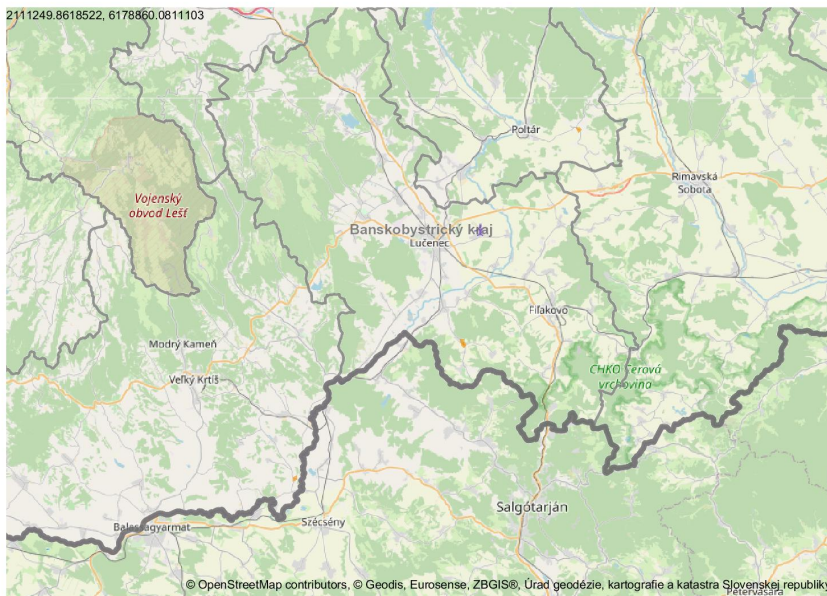 2111249.8618522, 6178860.0811103
Poltár
Rimavská
Sobota
Vojenský
obvod Lešť
Banskobystrický kraj
Lučenec
Fiľakovo
Modrý Kameň
CHKO Cerová
vrchovina
Veľký Krtíš
Salgótarján
Szécsény
Balassagyarmat
© OpenStreetMap contributors, © Geodis, Eurosense, ZBGIS®, Úrad geodézie, kartografie a katastra Slovenskej republiky
Pétervására